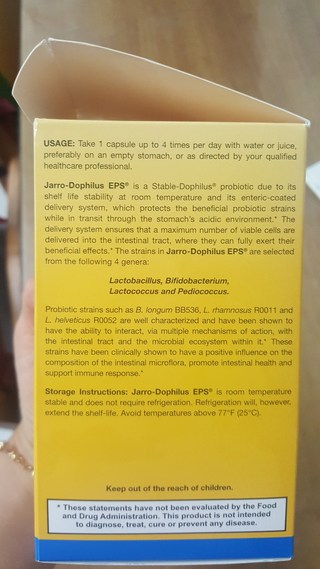 USAGE: Take 1 capsule up to 4 times per day with water or juice,
preferably on an empty stomach, or as directed by your qualified
healthcare professional.
Jarro-Dophilus EPS® is a Stable-Dophilus® probiotic due to its
shelf life stability at room temperature and its enteric-coated
delivery system, which protects the beneficial probiotic strains
while in transit through the stomach's acidic environment.* The
delivery system ensures that a maximum number of viable cells are
delivered into the intestinal tract, where they can fully exert their
beneficial effects.* The strains in Jarro-Dophilus EPS® are selected
from the following 4 genera:
Lactobacillus, Bifidobacterium,
Lactococcus and Pediococcus.
Probiotic strains such as B. longum BB536, L. rhamnosus R0011 and
L. helveticus R0052 are well characterized and have been shown to
have the ability to interact, via multiple mechanisms of action, with
the intestinal tract and the microbial ecosystem within it.* These
strains have been clinically shown to have a positive influence on the
composition of the intestinal microflora, promote intestinal health and
support immune response.*
Storage Instructions: Jarro-Dophilus EPS® is room temperature
stable and does not require refrigeration. Refrigeration will, however,
extend the shelf-life. Avoid temperatures above 77°F (25°C).
Keep out of the reach of children.
* These statements have not been evaluated by the Food
and Drug Administration. This product is not intended
to diagnose, treat, cure or prevent any disease.